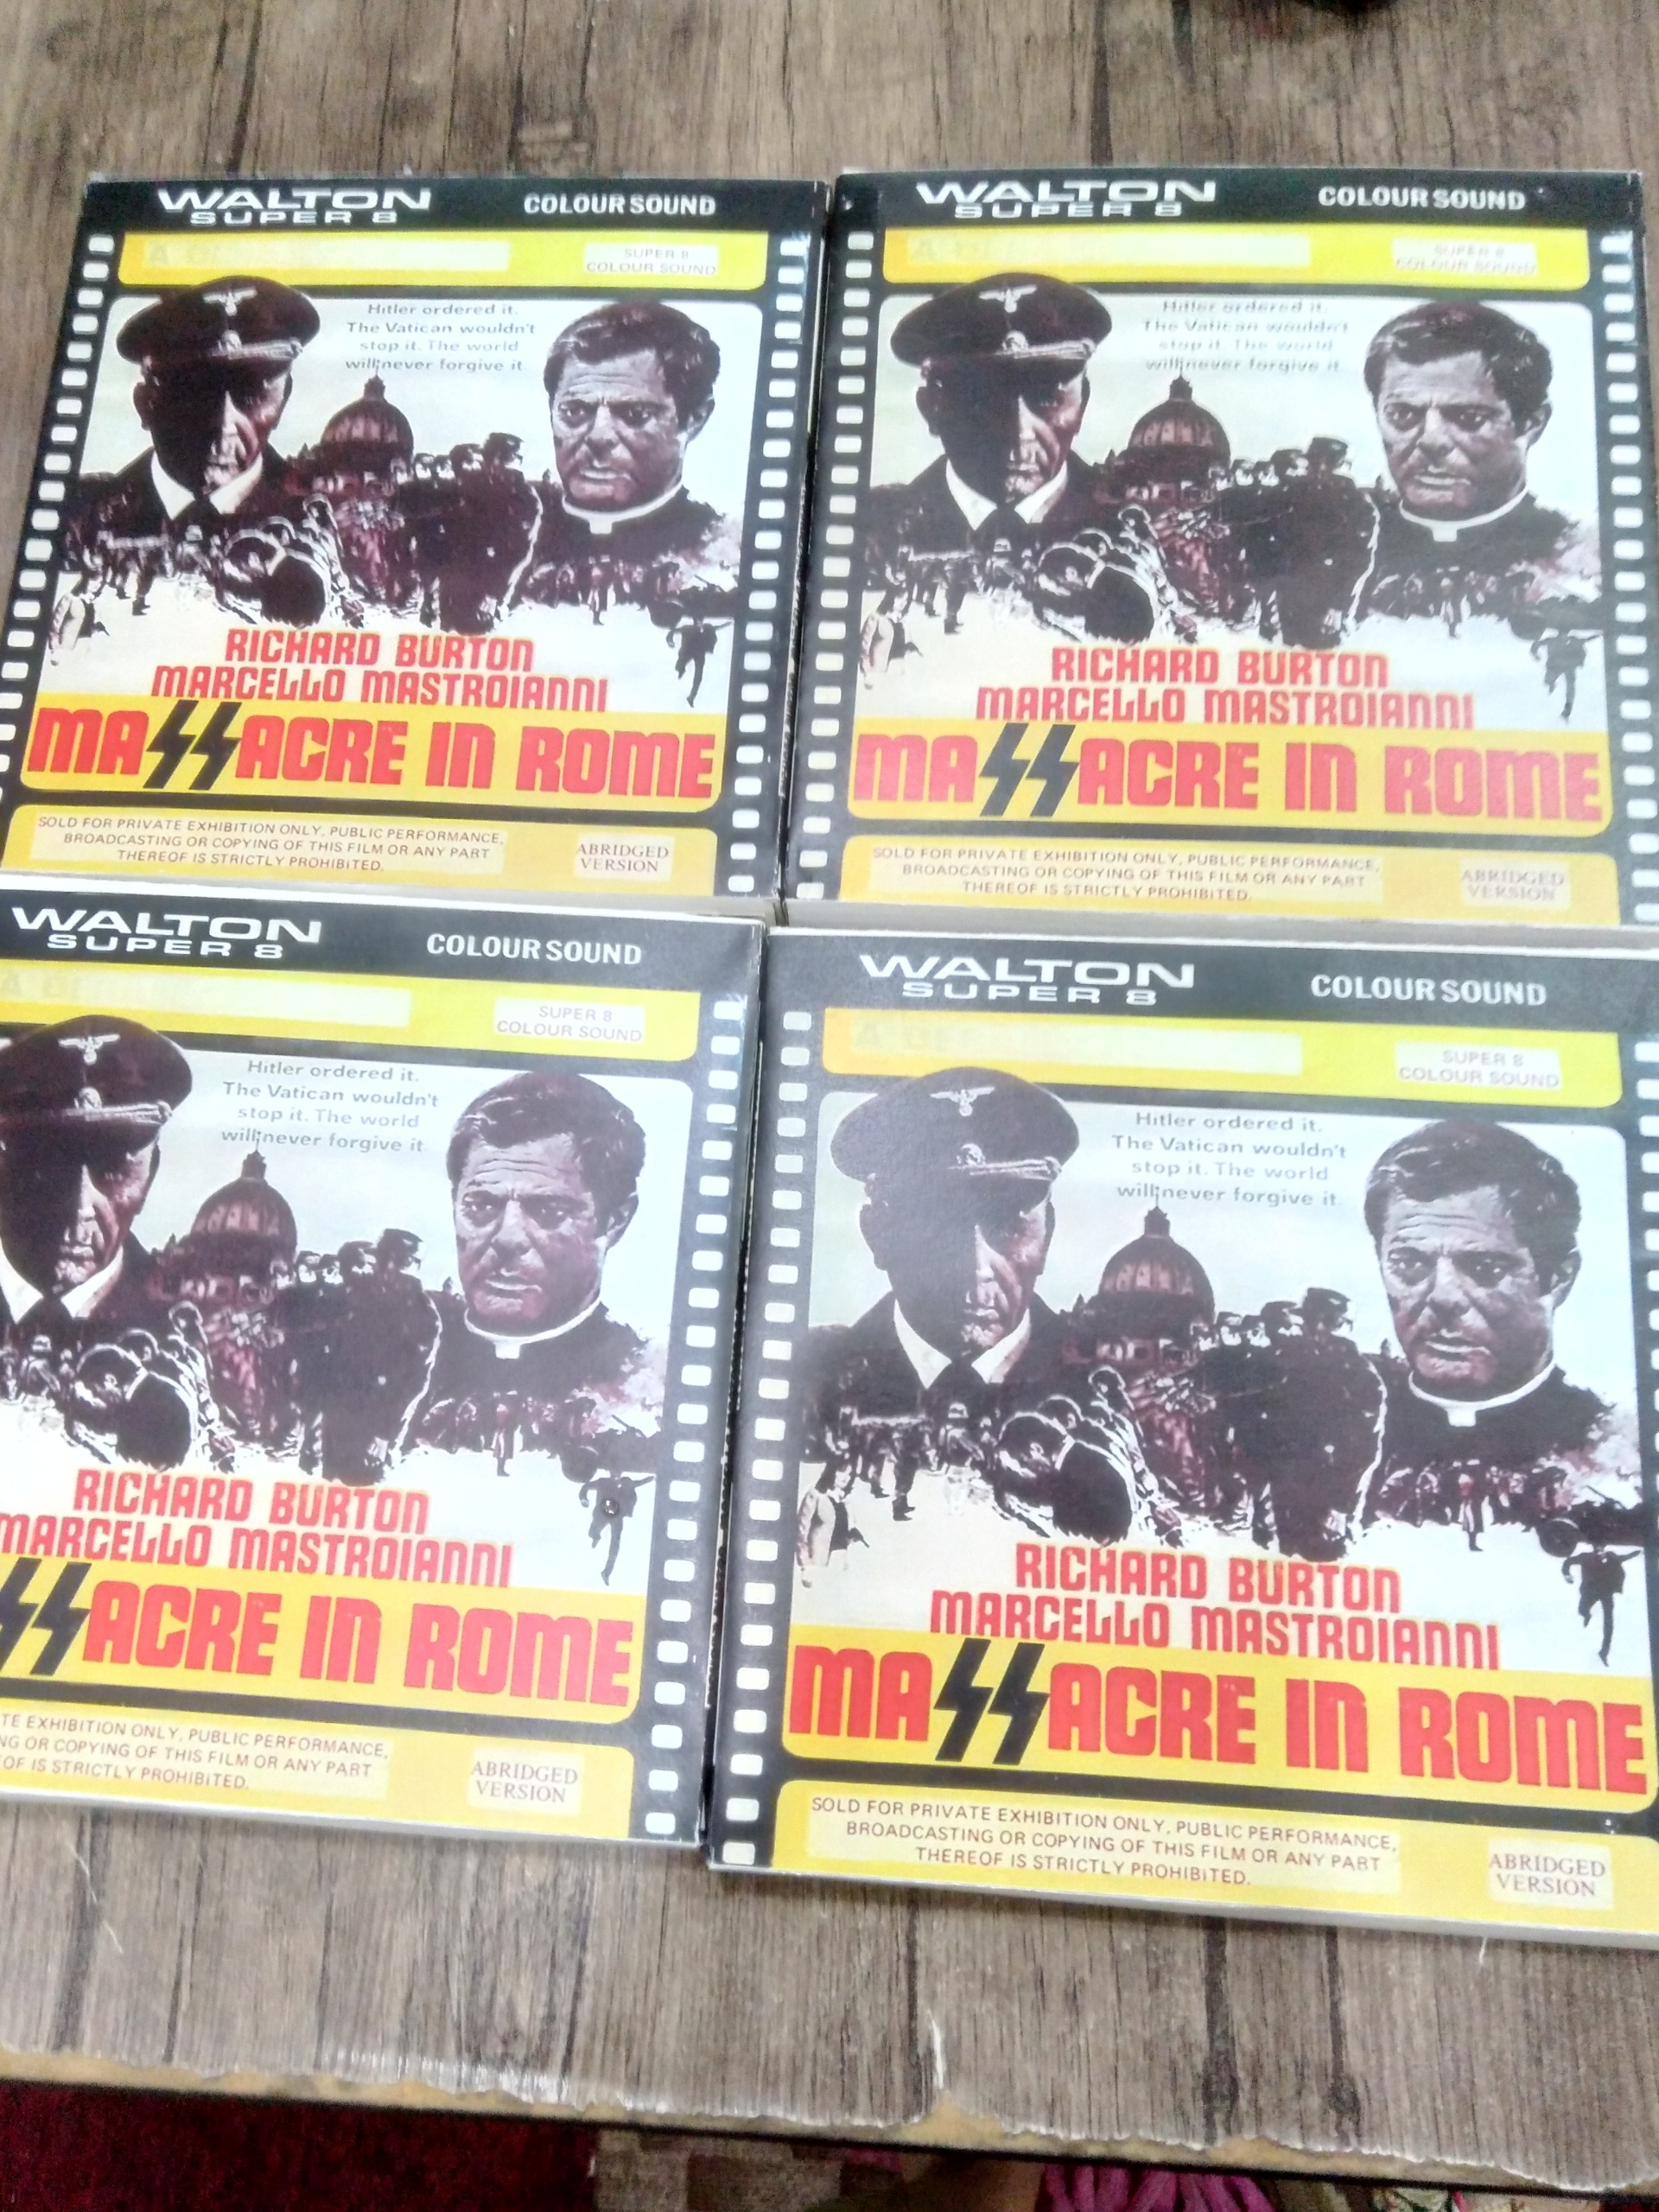 WALTON
SUPER 8
COLOUR SOUND
SUPER 8
COLOUR SOUND
Hitler ordered it.
The Vatican wouldn't
stop it. The world
will never forgive it.
RICHARD BURTON
MARCELLO MASTROIANNI
MASSACRE IN ROME
SOLD FOR PRIVATE EXHIBITION ONLY, PUBLIC PERFORMANCE,
BROADCASTING OR COPYING OF THIS FILM OR ANY PART
THEREOF IS STRICTLY PROHIBITED.
ABRIDGED
VERSION
WALTON
SUPER 8
COLOUR SOUND
SUPER 8
COLOUR SOUND
Hitler ordered it.
The Vatican wouldn't
stop it. The world
will never forgive it.
RICHARD BURTON
MARCELLO MASTROIANNI
MASSACRE IN ROME
SOLD FOR PRIVATE EXHIBITION ONLY, PUBLIC PERFORMANCE,
BROADCASTING OR COPYING OF THIS FILM OR ANY PART
THEREOF IS STRICTLY PROHIBITED.
ABRIDGED
VERSION
WALTON
SUPER 8
COLOUR SOUND
SUPER 8
COLOUR SOUND
Hitler ordered it.
The Vatican wouldn't
stop it. The world
will never forgive it.
RICHARD BURTON
MARCELLO MASTROIANNI
SSACRE IN ROME
TE EXHIBITION ONLY, PUBLIC PERFORMANCE,
NG OR COPYING OF THIS FILM OR ANY PART
OF IS STRICTLY PROHIBITED.
ABRIDGED
VERSION
WALTON
SUPER 8
COLOUR SOUND
SUPER 8
COLOUR SOUND
Hitler ordered it.
The Vatican wouldn't
stop it. The world
will never forgive it.
RICHARD BURTON
MARCELLO MASTROIANNI
MASSACRE IN ROME
SOLD FOR PRIVATE EXHIBITION ONLY, PUBLIC PERFORMANCE,
BROADCASTING OR COPYING OF THIS FILM OR ANY PART
THEREOF IS STRICTLY PROHIBITED.
ABRIDGED
VERSION